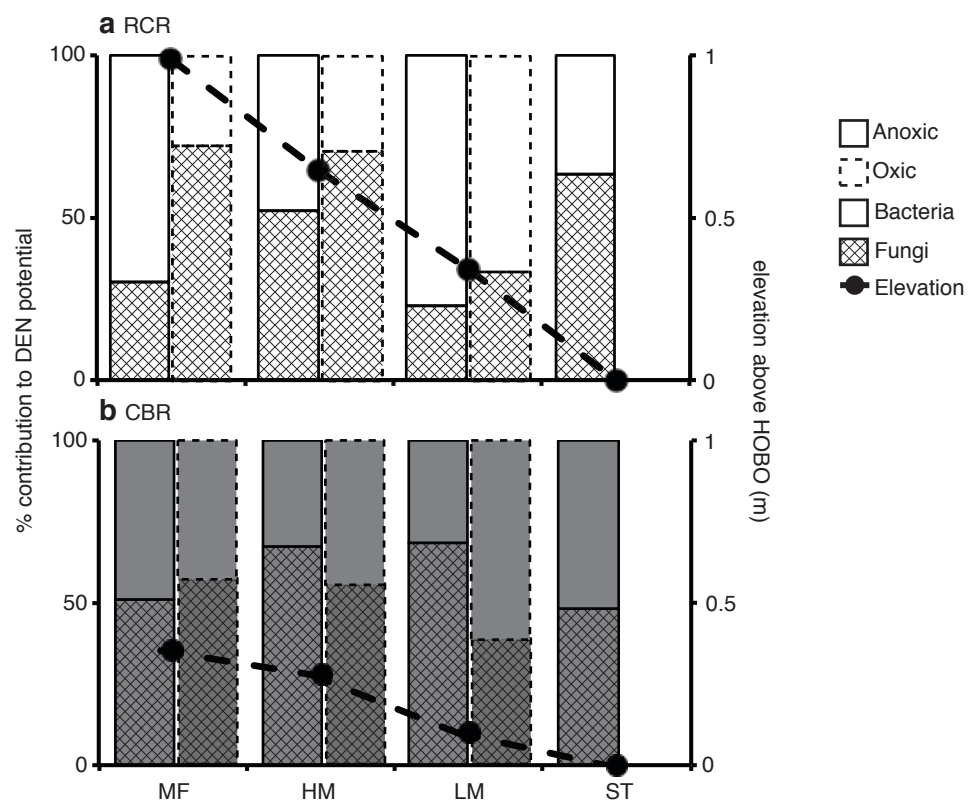 a RCR
100
50
0
1
0.5
0
Anoxic
Oxic
Bacteria
Fungi
Elevation
% contribution to DEN potential
elevation above HOBO (m)
b CBR
100
50
0
1
0.5
0
MF HM LM ST